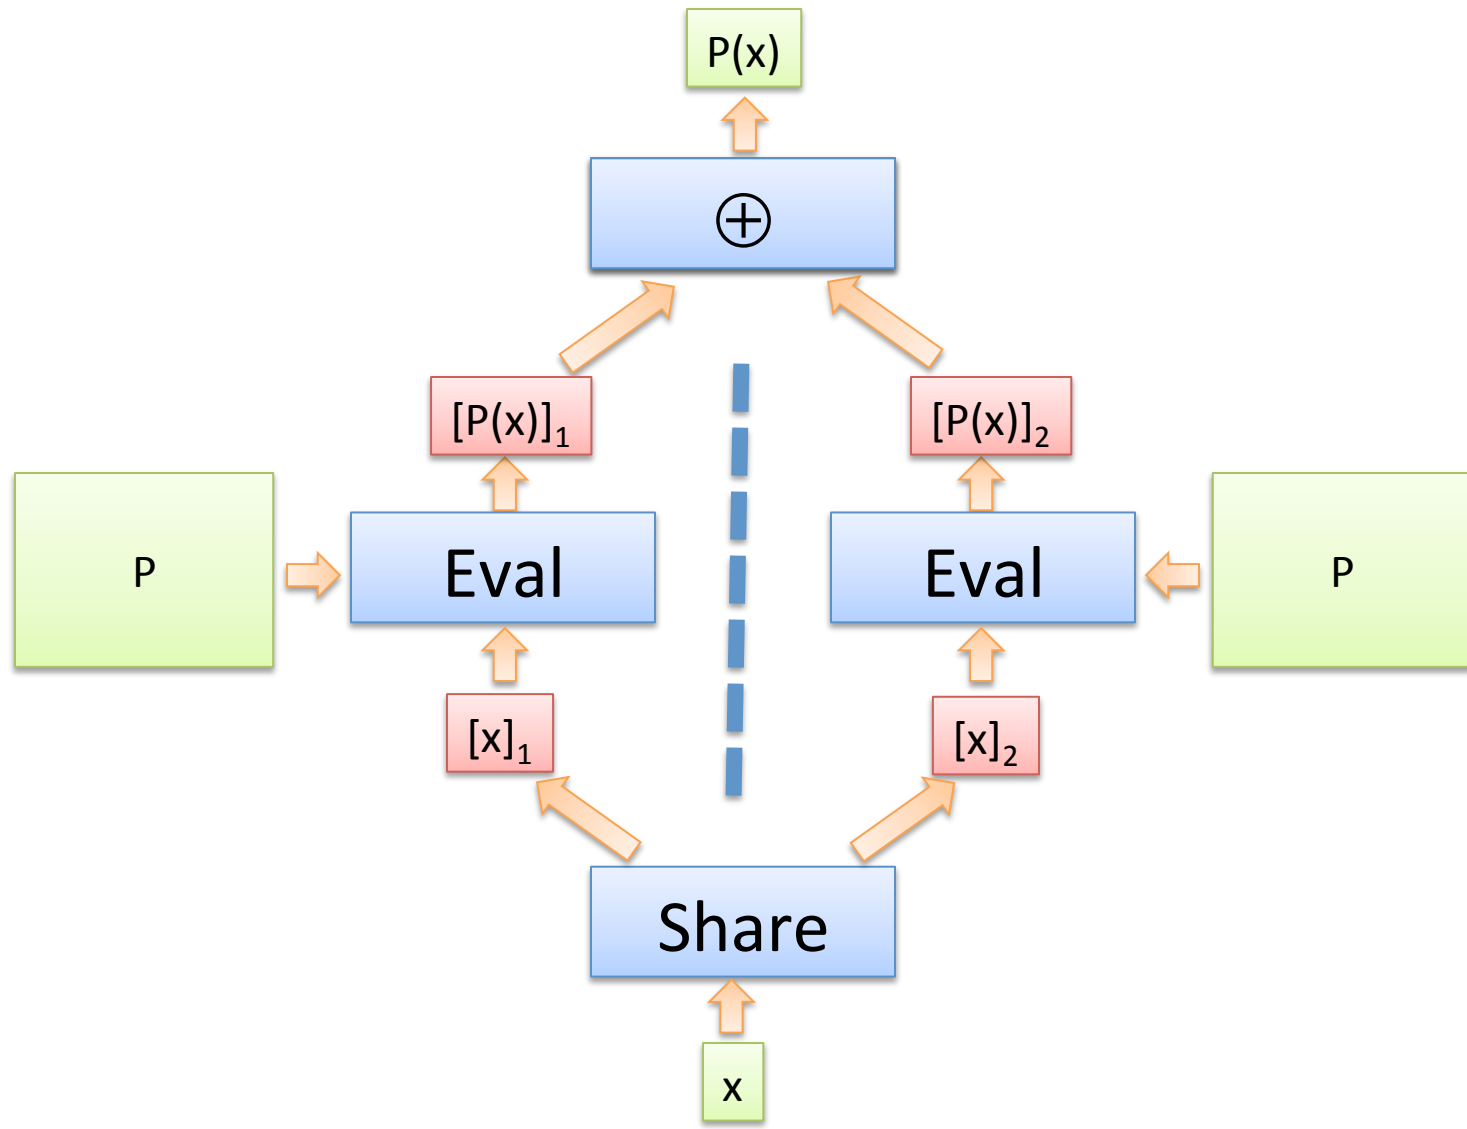 P(x)
⊕
[P(x)]₁
[P(x)]₂
P
Eval
Eval
P
[x]₁
[x]₂
Share
x